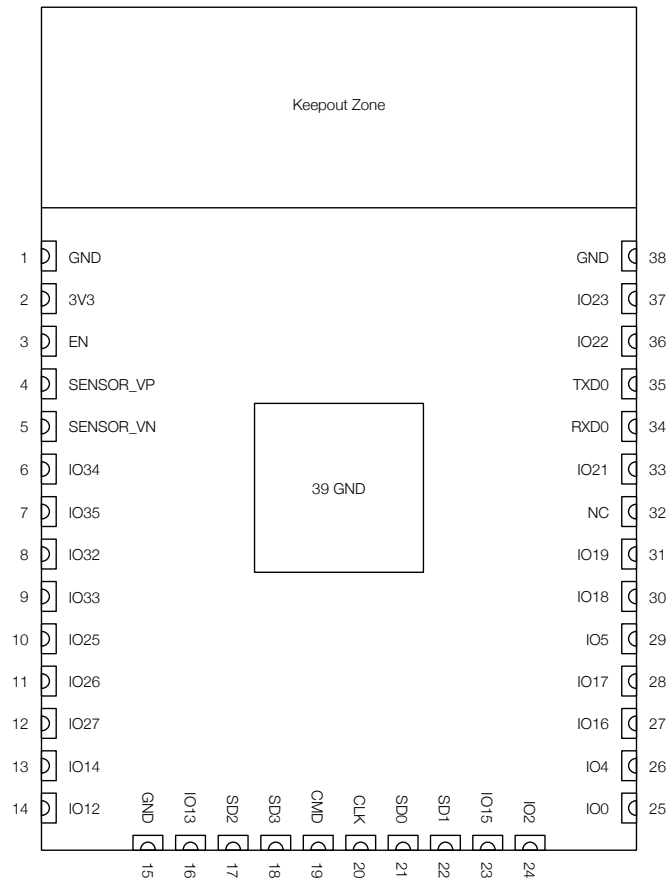 Keepout Zone
1 GND GND 38
2 3V3 IO23 37
3 EN IO22 36
4 SENSOR_VP TXD0 35
5 SENSOR_VN RXD0 34
6 IO34 IO21 33
39 GND
7 IO35 NC 32
8 IO32 IO19 31
9 IO33 IO18 30
10 IO25 IO5 29
11 IO26 IO17 28
12 IO27 IO16 27
13 IO14 IO4 26
14 IO12 IO0 25
GND IO13 SD2 SD3 CMD CLK SD0 SD1 IO15 IO2
15 16 17 18 19 20 21 22 23 24